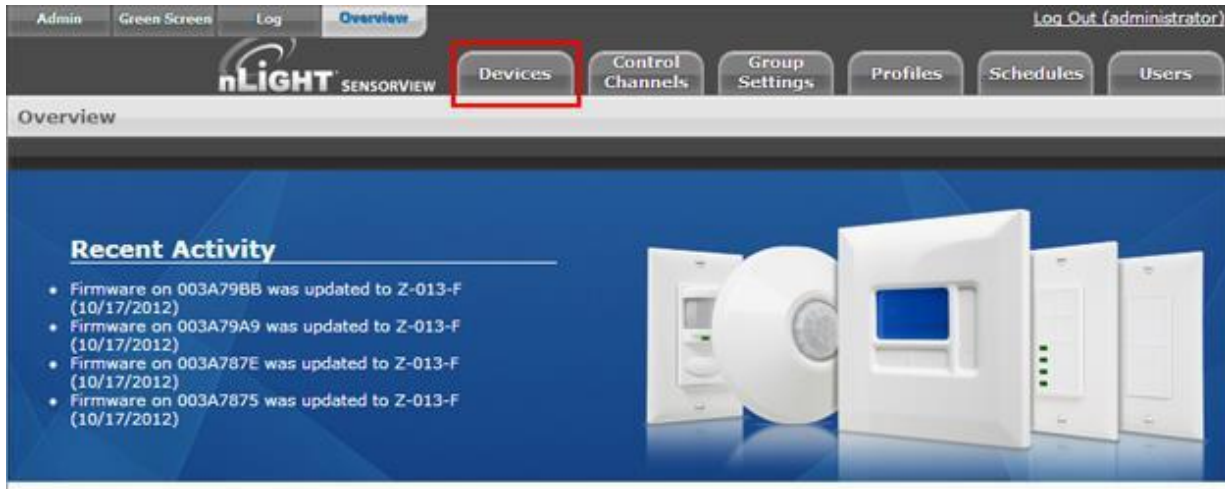 Admin Green Screen Log Overview Log Out (administrator)
nLiGHT SENSORVIEW Devices Control Channels Group Settings Profiles Schedules Users
Overview
Recent Activity
• Firmware on 003A79BB was updated to Z-013-F
(10/17/2012)
• Firmware on 003A79A9 was updated to Z-013-F
(10/17/2012)
• Firmware on 003A787E was updated to Z-013-F
(10/17/2012)
• Firmware on 003A7875 was updated to Z-013-F
(10/17/2012)